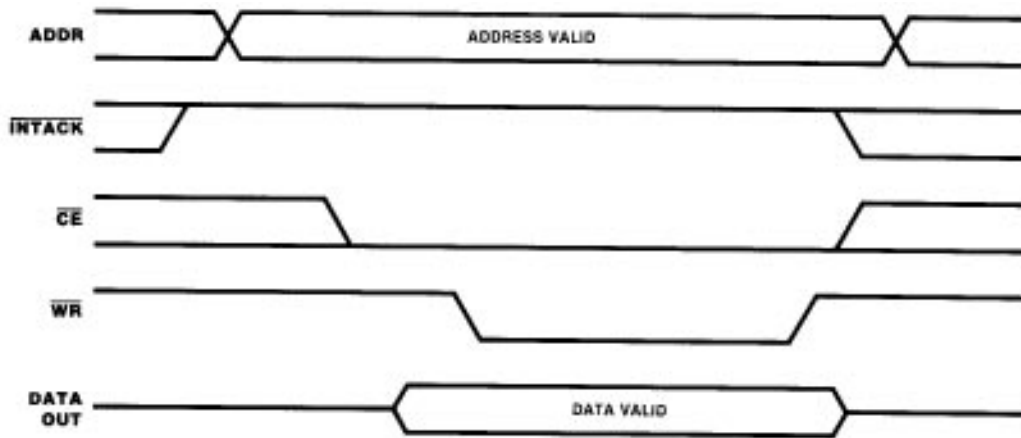 ADDR
ADDRESS VALID
INTACK
CE
WR
DATA
OUT
DATA VALID